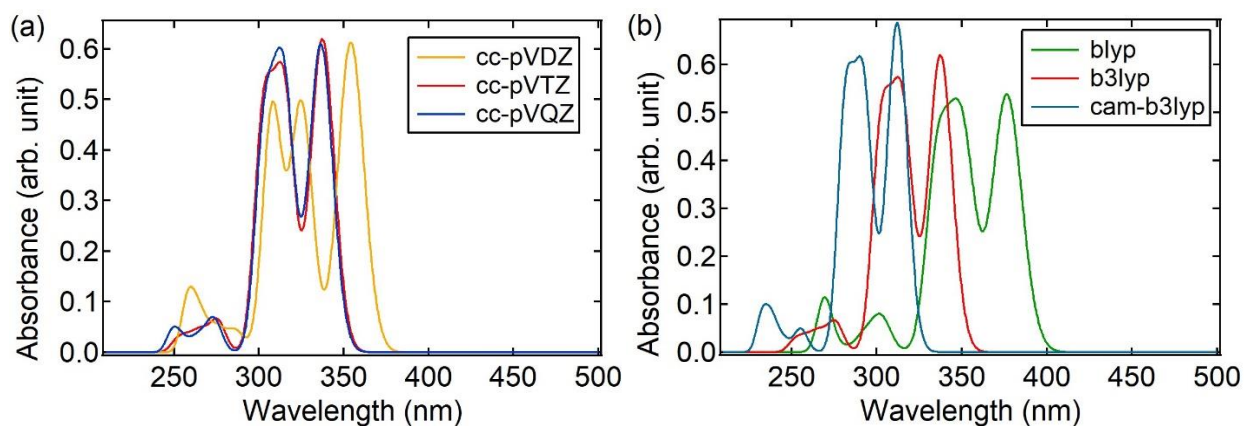 (a)
Absorbance (arb. unit)
0.6
0.5
0.4
0.3
0.2
0.1
0.0
cc-pVDZ
cc-pVTZ
cc-pVQZ
250 300 350 400 450 500
Wavelength (nm)
(b)
Absorbance (arb. unit)
0.6
0.5
0.4
0.3
0.2
0.1
0.0
blyp
b3lyp
cam-b3lyp
250 300 350 400 450 500
Wavelength (nm)